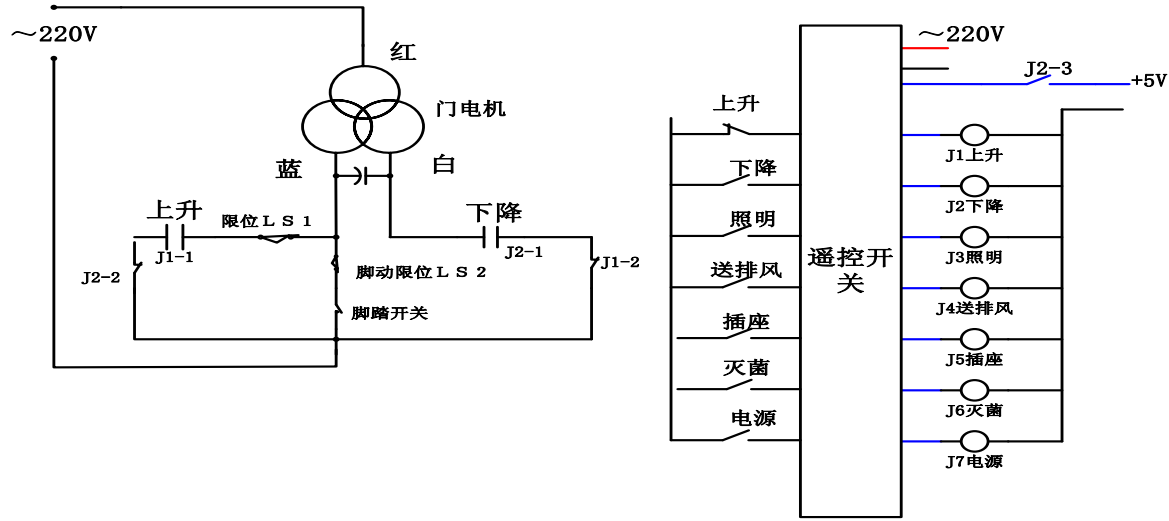 ～220V
红
门电机
蓝
白
上升
限位ＬＳ１
下降
J1-1
J2-1
J2-2
J1-2
脚动限位ＬＳ２
脚踏开关
～220V
J2-3
+5V
上升
下降
照明
送排风
插座
灭菌
电源
遥控开
关
J1上升
J2下降
J3照明
J4送排风
J5插座
J6灭菌
J7电源